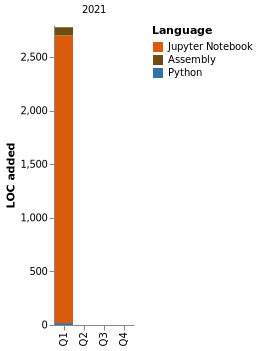 2021
Language
Jupyter Notebook
Assembly
Python
LOC added
2,500
2,000
1,500
1,000
500
0
Q1
Q2
Q3
Q4